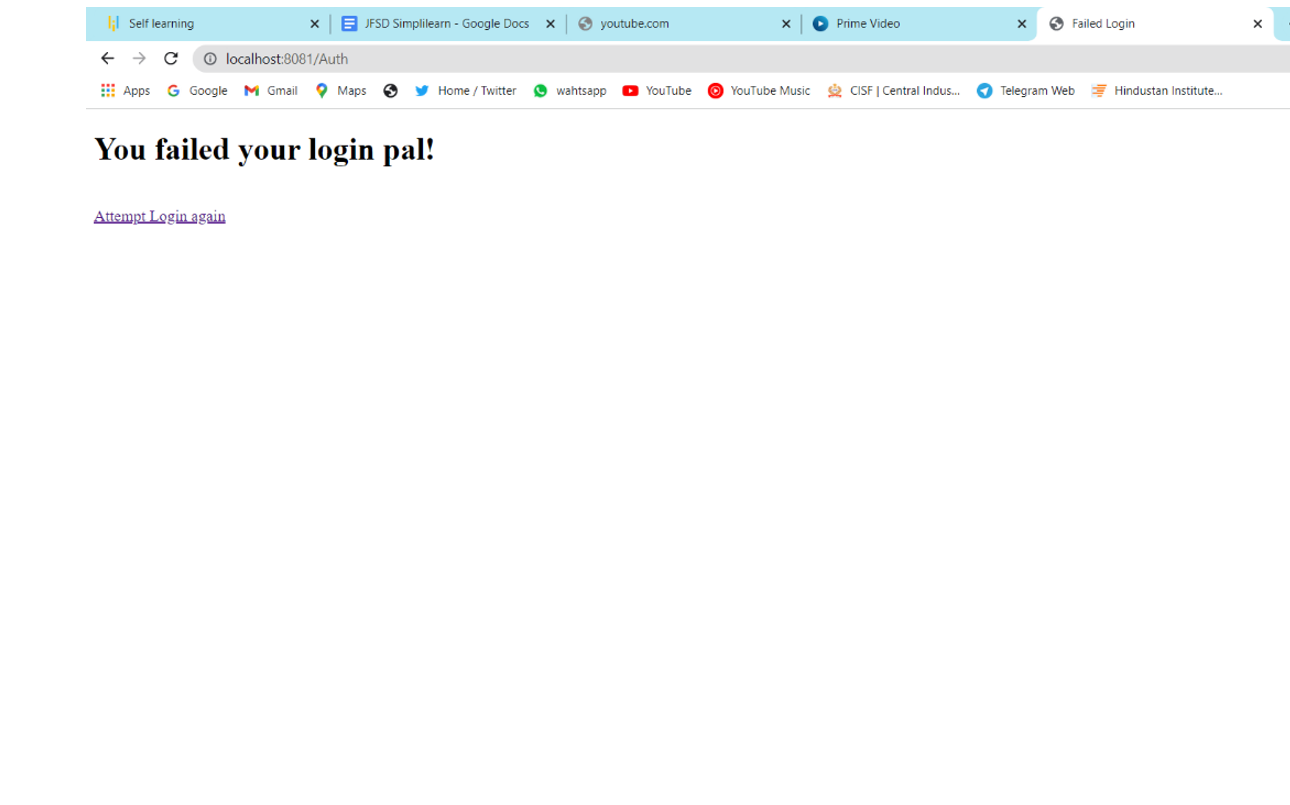 Self learning JFSD Simplilearn - Google Docs youtube.com Prime Video Failed Login
localhost:8081/Auth
Apps Google Gmail Maps Home / Twitter wahtsapp YouTube YouTube Music CISF | Central Indus... Telegram Web Hindustan Institute...
You failed your login pal!
Attempt Login again